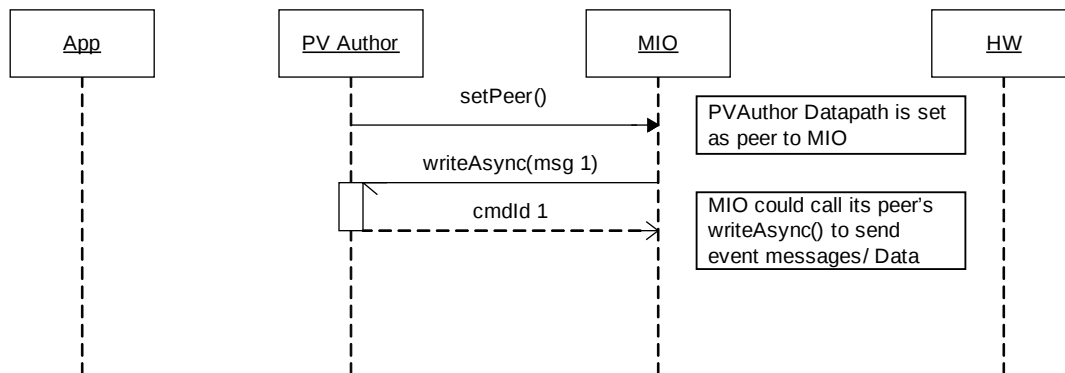 App
PV Author
MIO
HW
setPeer()
PVAuthor Datapath is set
as peer to MIO
writeAsync(msg 1)
cmdId 1
MIO could call its peer's
writeAsync() to send
event messages/ Data